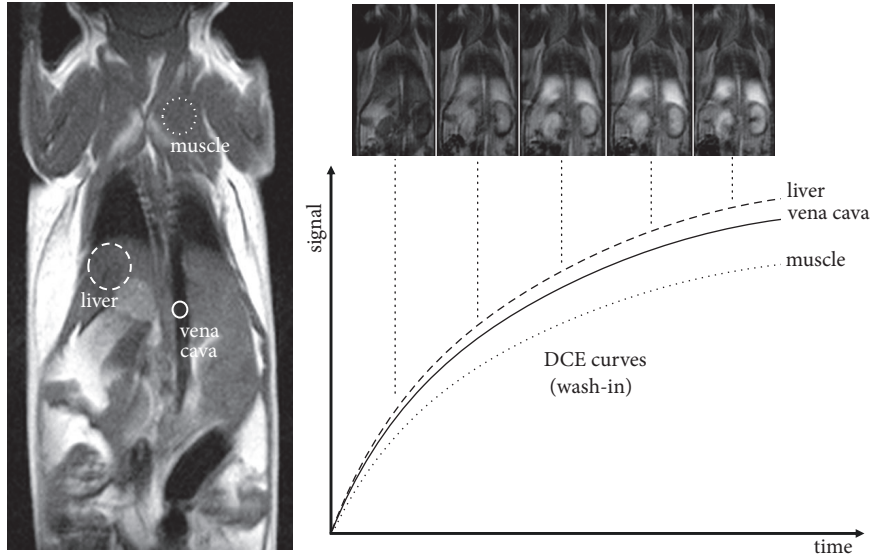 muscle
liver
vena
cava
signal
liver
vena cava
muscle
DCE curves
(wash-in)
time